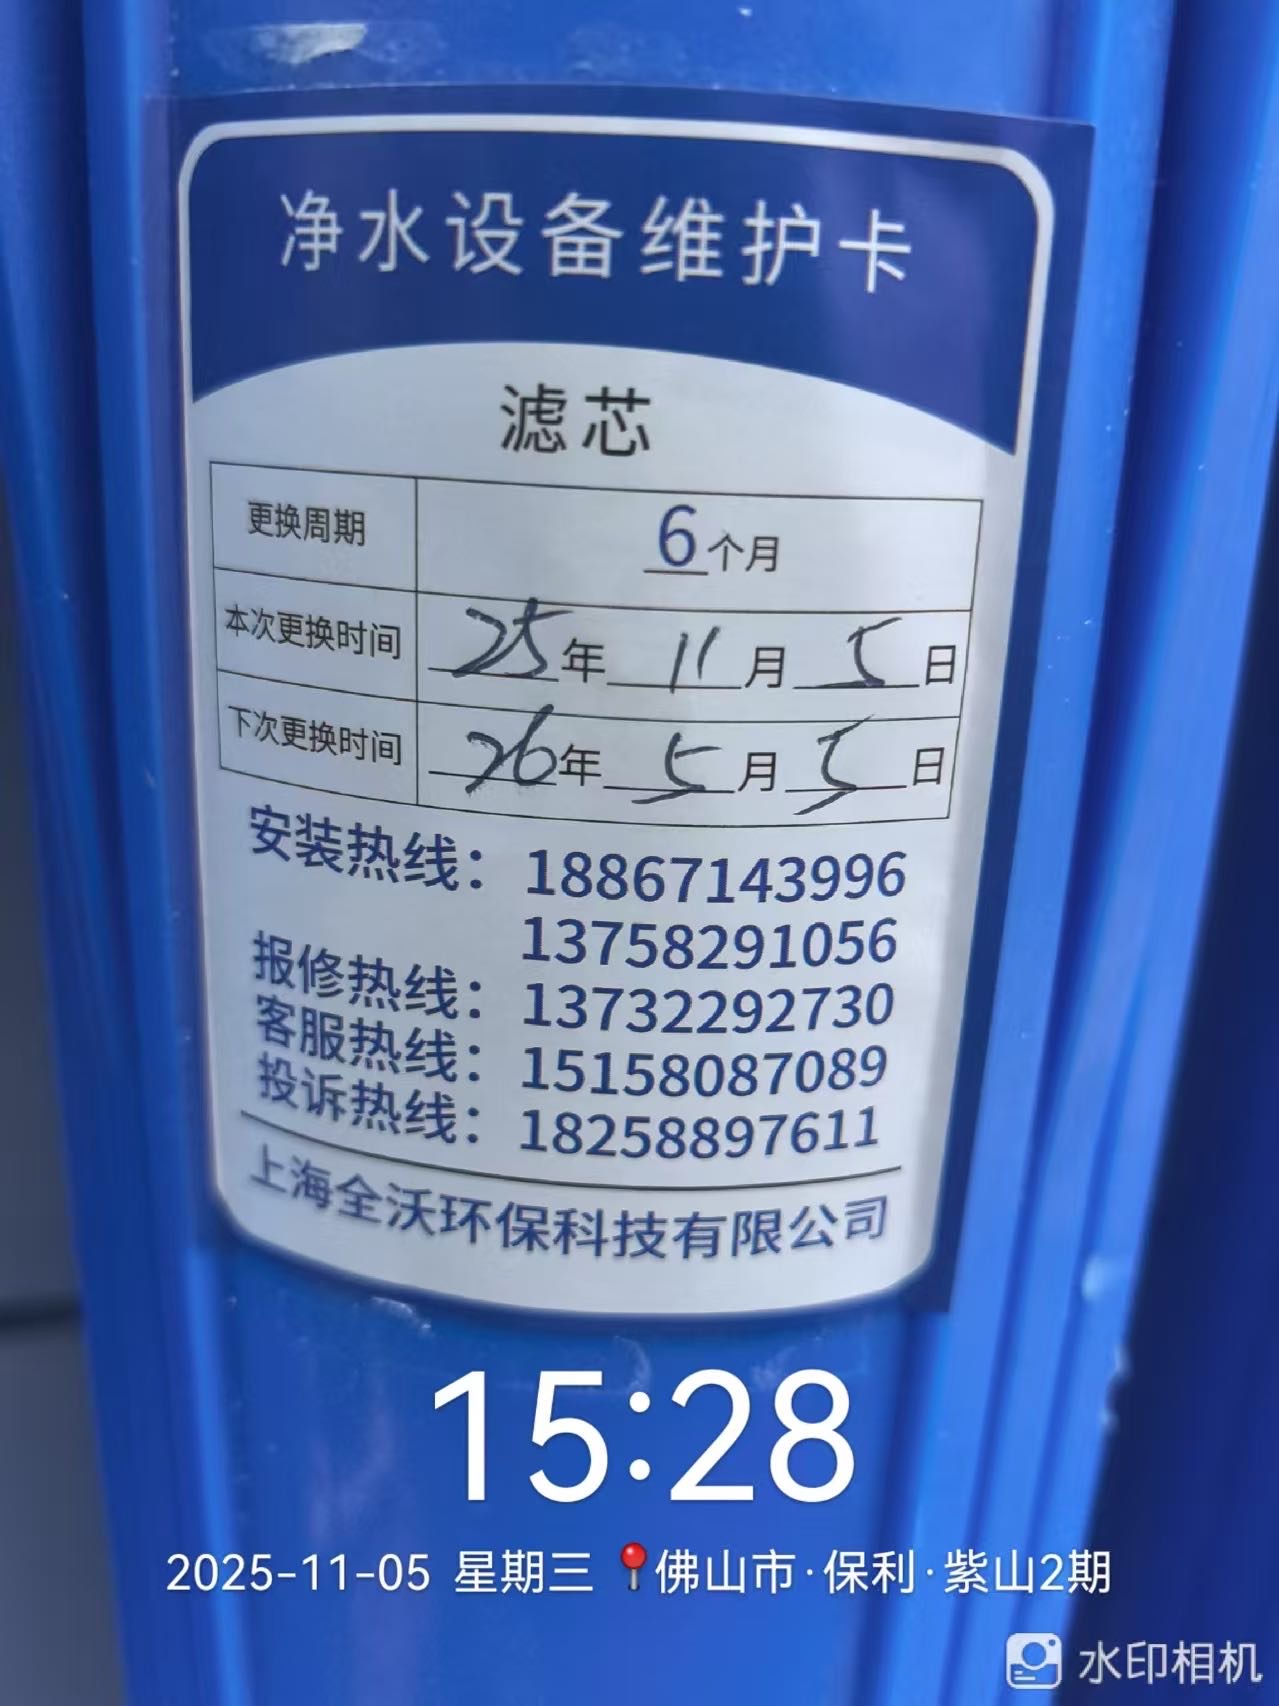 净水设备维护卡
滤芯
更换周期 6个月
本次更换时间 25年11月5日
下次更换时间 26年5月5日
安装热线：18867143996
13758291056
报修热线：13732292730
客服热线：15158087089
投诉热线：18258897611
上海全沃环保科技有限公司
15:28
2025-11-05 星期三 佛山市·保利·紫山2期
水印相机